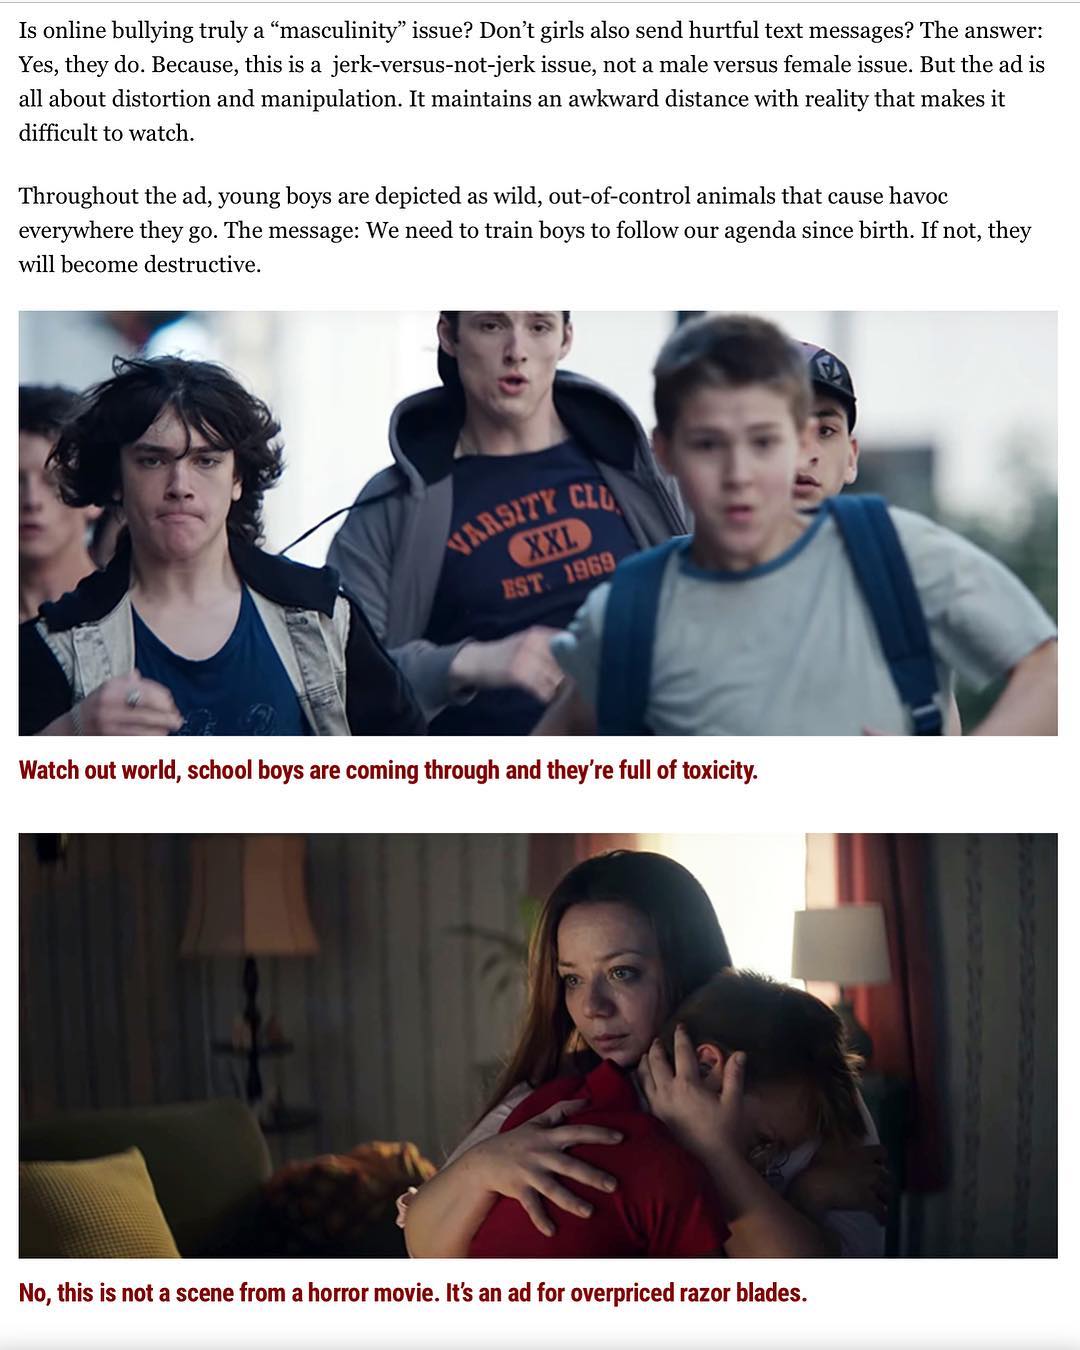 Is online bullying truly a “masculinity” issue? Don’t girls also send hurtful text messages? The answer:
Yes, they do. Because, this is a jerk-versus-not-jerk issue, not a male versus female issue. But the ad is
all about distortion and manipulation. It maintains an awkward distance with reality that makes it
difficult to watch.
Throughout the ad, young boys are depicted as wild, out-of-control animals that cause havoc
everywhere they go. The message: We need to train boys to follow our agenda since birth. If not, they
will become destructive.
VARSITY CLU
XXL
EST. 1969
Watch out world, school boys are coming through and they’re full of toxicity.
No, this is not a scene from a horror movie. It’s an ad for overpriced razor blades.